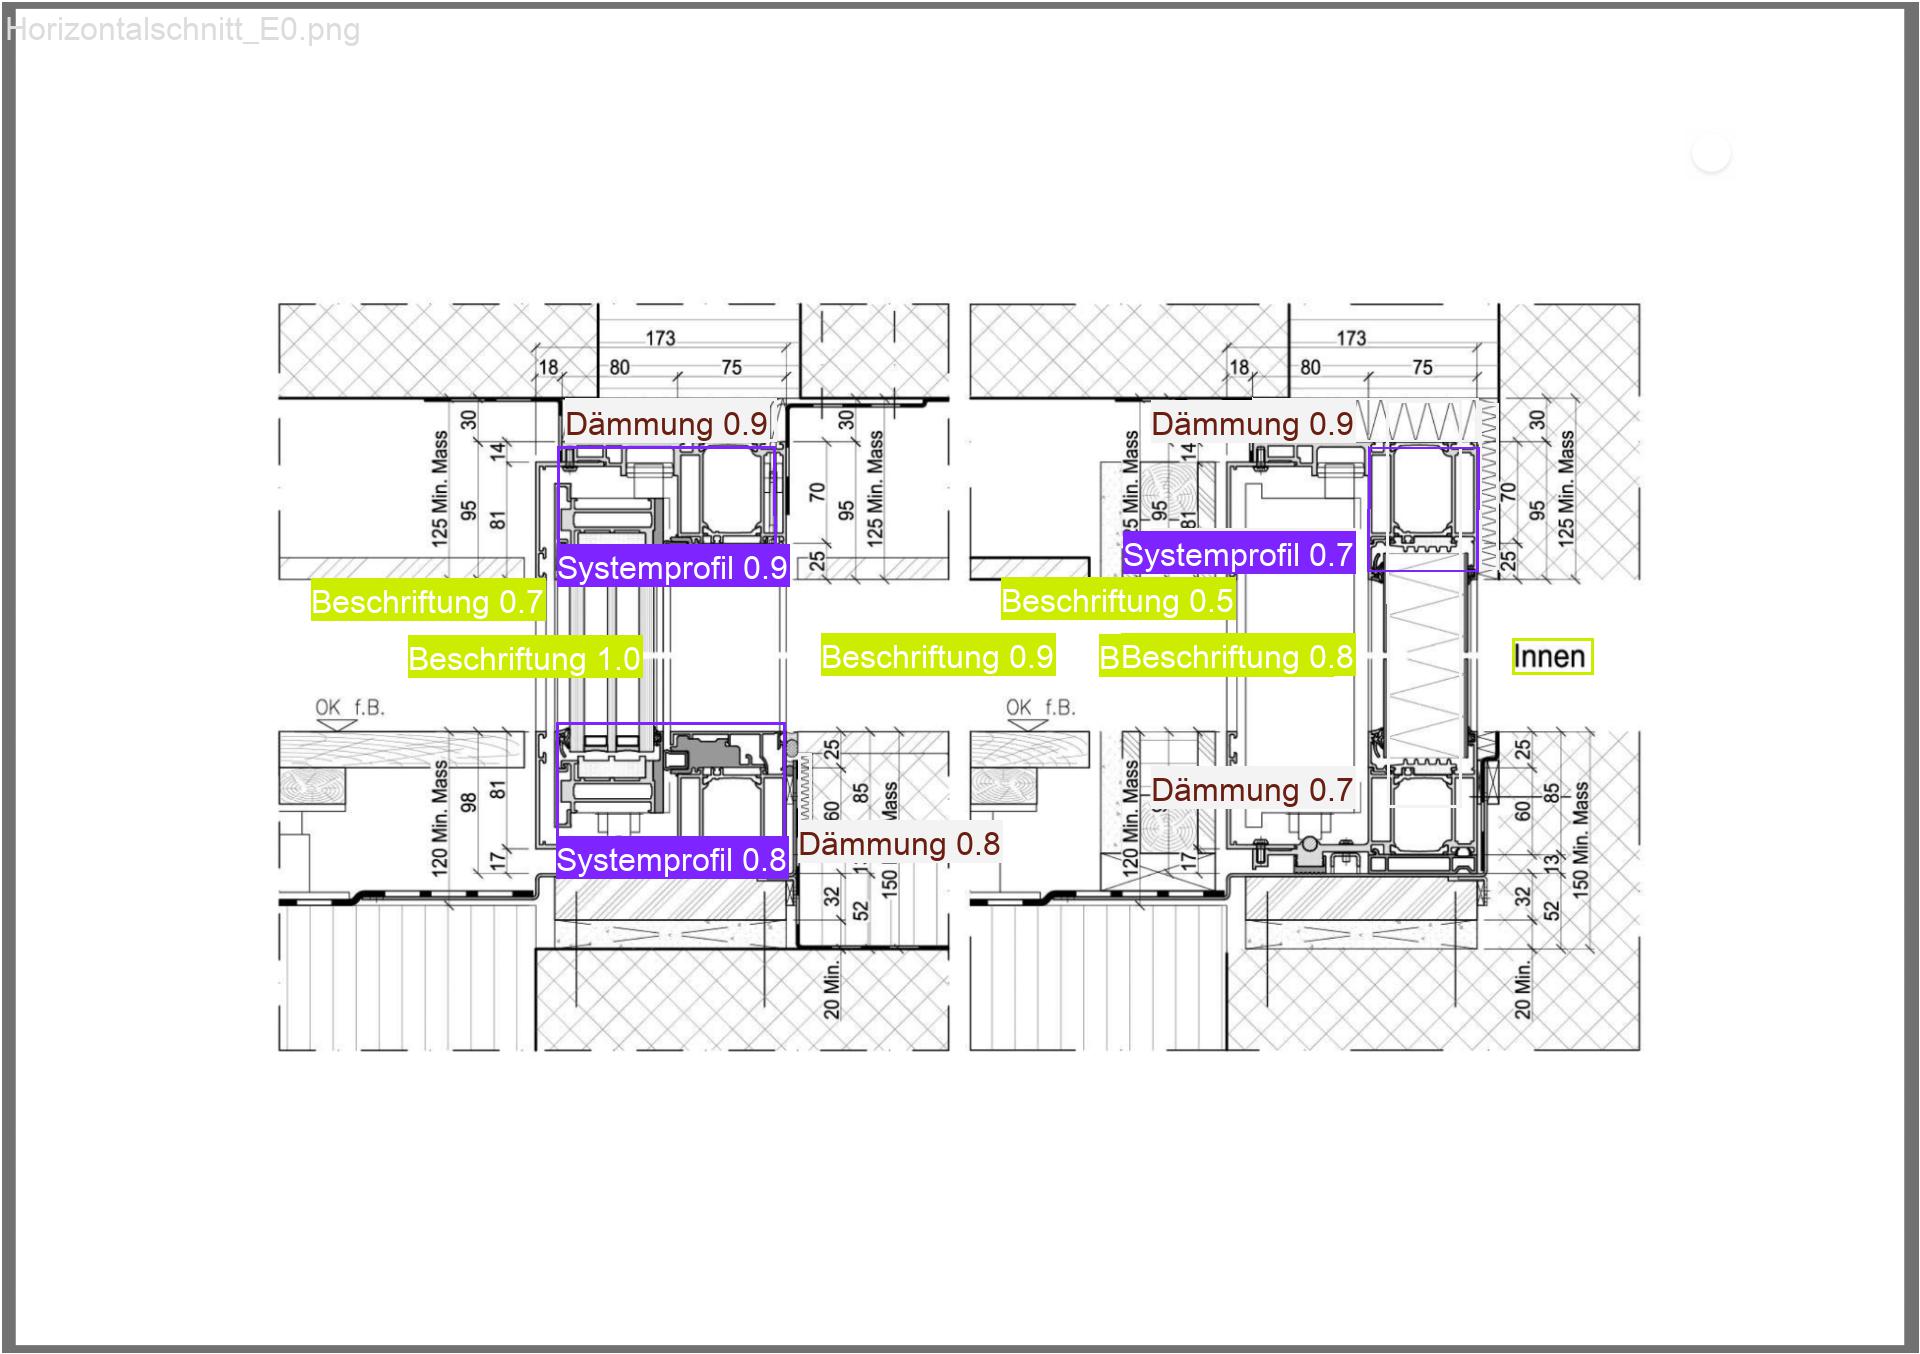 Horizontalschnitt_E0.png
173
18 80 75
173
18 80 75
Dämmung 0.9
Dämmung 0.9
30
14
125 Min. Mass
95
81
30
70
95
125 Min. Mass
25
14
95
81
30
70
95
125 Min. Mass
25
Systemprofil 0.9
Systemprofil 0.7
Beschriftung 0.7
Beschriftung 0.5
Beschriftung 1.0
Beschriftung 0.9
Beschriftung 0.8
Innen
OK f.B.
OK f.B.
120 Min. Mass
98
81
17
25
60
85
Mass
Dämmung 0.7
120 Min. Mass
17
25
60
85
13
150 Min. Mass
Systemprofil 0.8
Dämmung 0.8
32
52
150
20 Min.
32
52
20 Min.